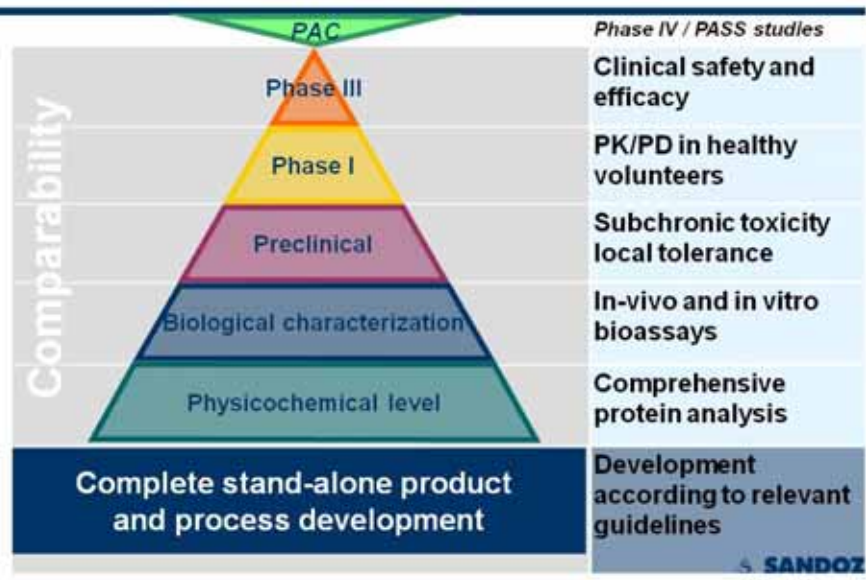 PAC
Phase IV / PASS studies
Comparability
Phase III
Clinical safety and
efficacy
Phase I
PK/PD in healthy
volunteers
Preclinical
Subchronic toxicity
local tolerance
Biological characterization
In-vivo and in vitro
bioassays
Physicochemical level
Comprehensive
protein analysis
Complete stand-alone product
and process development
Development
according to relevant
guidelines
SANDOZ